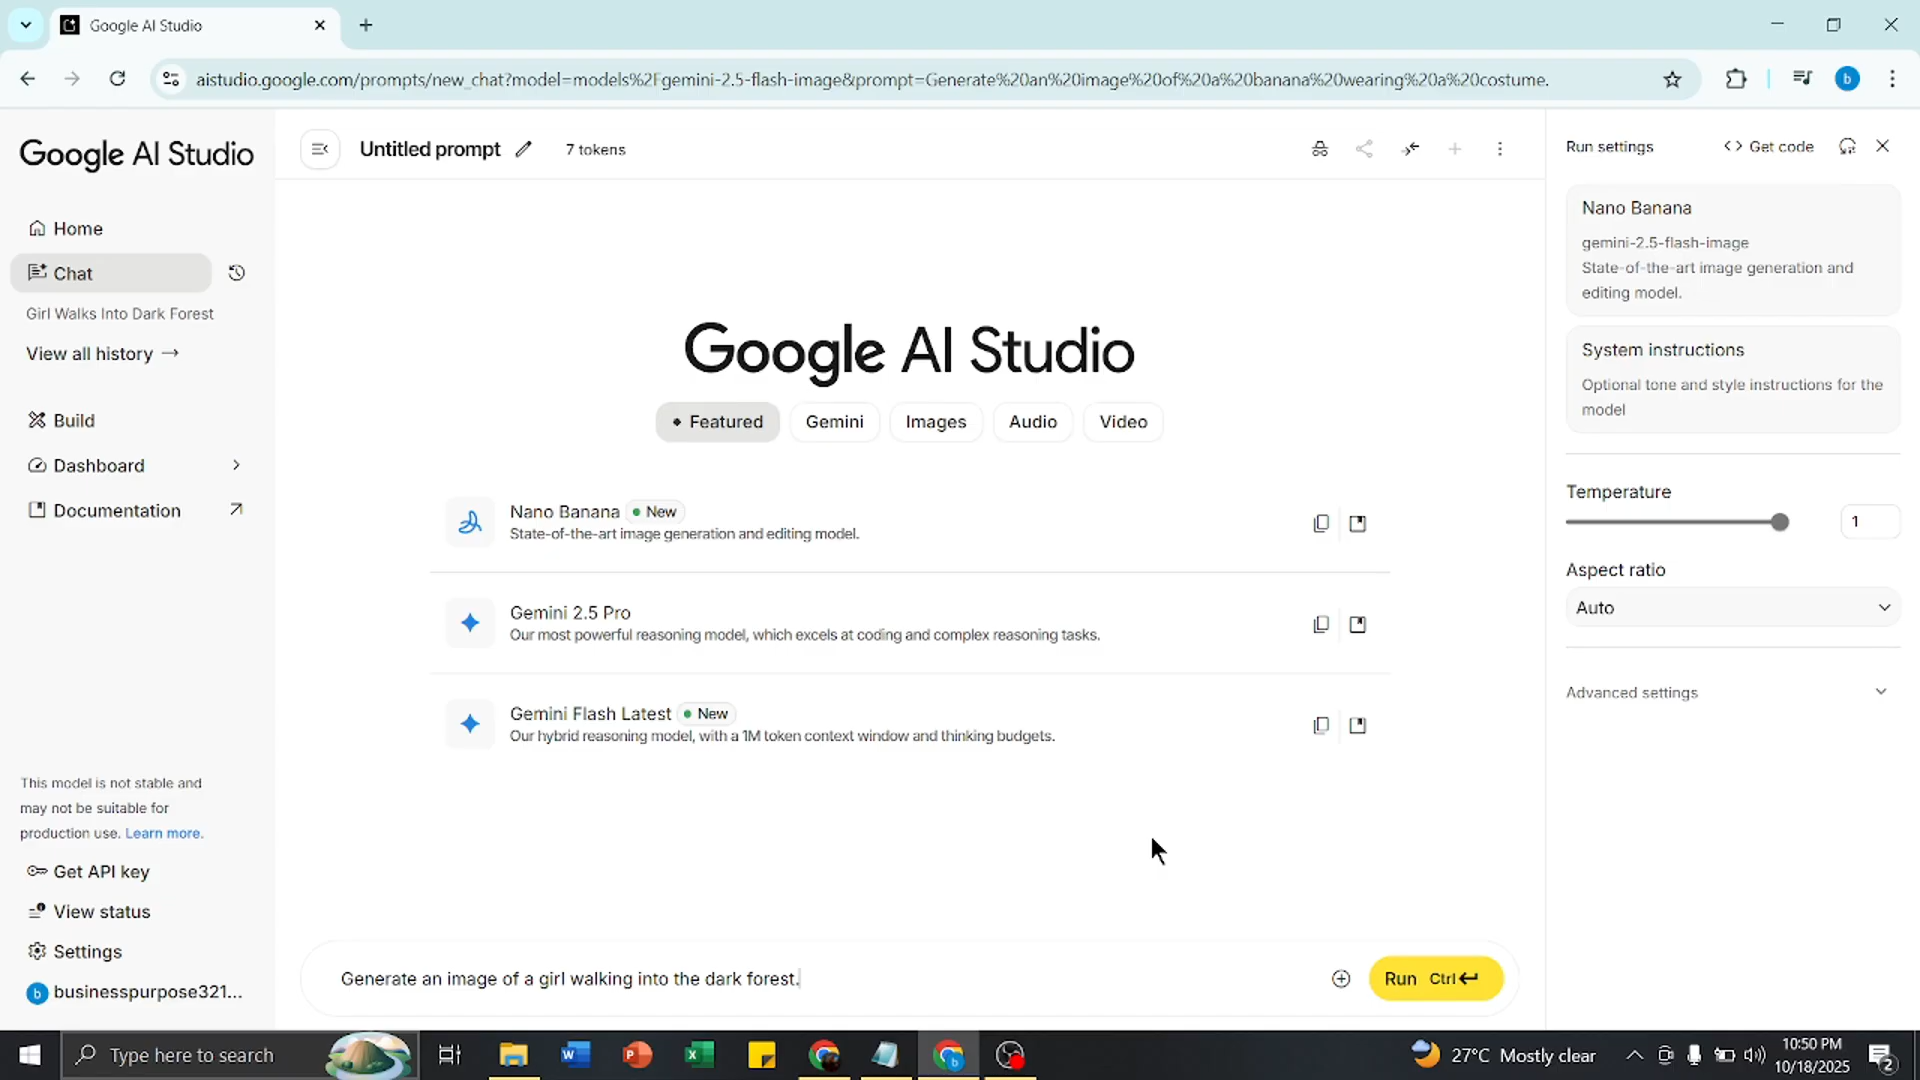 Google AI Studio
aistudio.google.com/prompts/new_chat?model=models%2Fgemini-2.5-flash-image&prompt=Generate%20an%20image%20of%20a%20banana%20wearing%20a%20costume.
b
Google AI Studio
Untitled prompt
7 tokens
Run settings
Get code
Home
Chat
Girl Walks Into Dark Forest
View all history →
Build
Dashboard
Documentation
Google AI Studio
Featured
Gemini
Images
Audio
Video
Nano Banana
New
State-of-the-art image generation and editing model.
Gemini 2.5 Pro
Our most powerful reasoning model, which excels at coding and complex reasoning tasks.
Gemini Flash Latest
New
Our hybrid reasoning model, with a 1M token context window and thinking budgets.
Nano Banana
gemini-2.5-flash-image
State-of-the-art image generation and
editing model.
System instructions
Optional tone and style instructions for the
model
Temperature
1
Aspect ratio
Auto
Advanced settings
This model is not stable and
may not be suitable for
production use. Learn more.
Get API key
View status
Settings
b
businesspurpose321...
Generate an image of a girl walking into the dark forest.
Run Ctrl
Type here to search
27°C Mostly clear
10:50 PM
10/18/2025
2